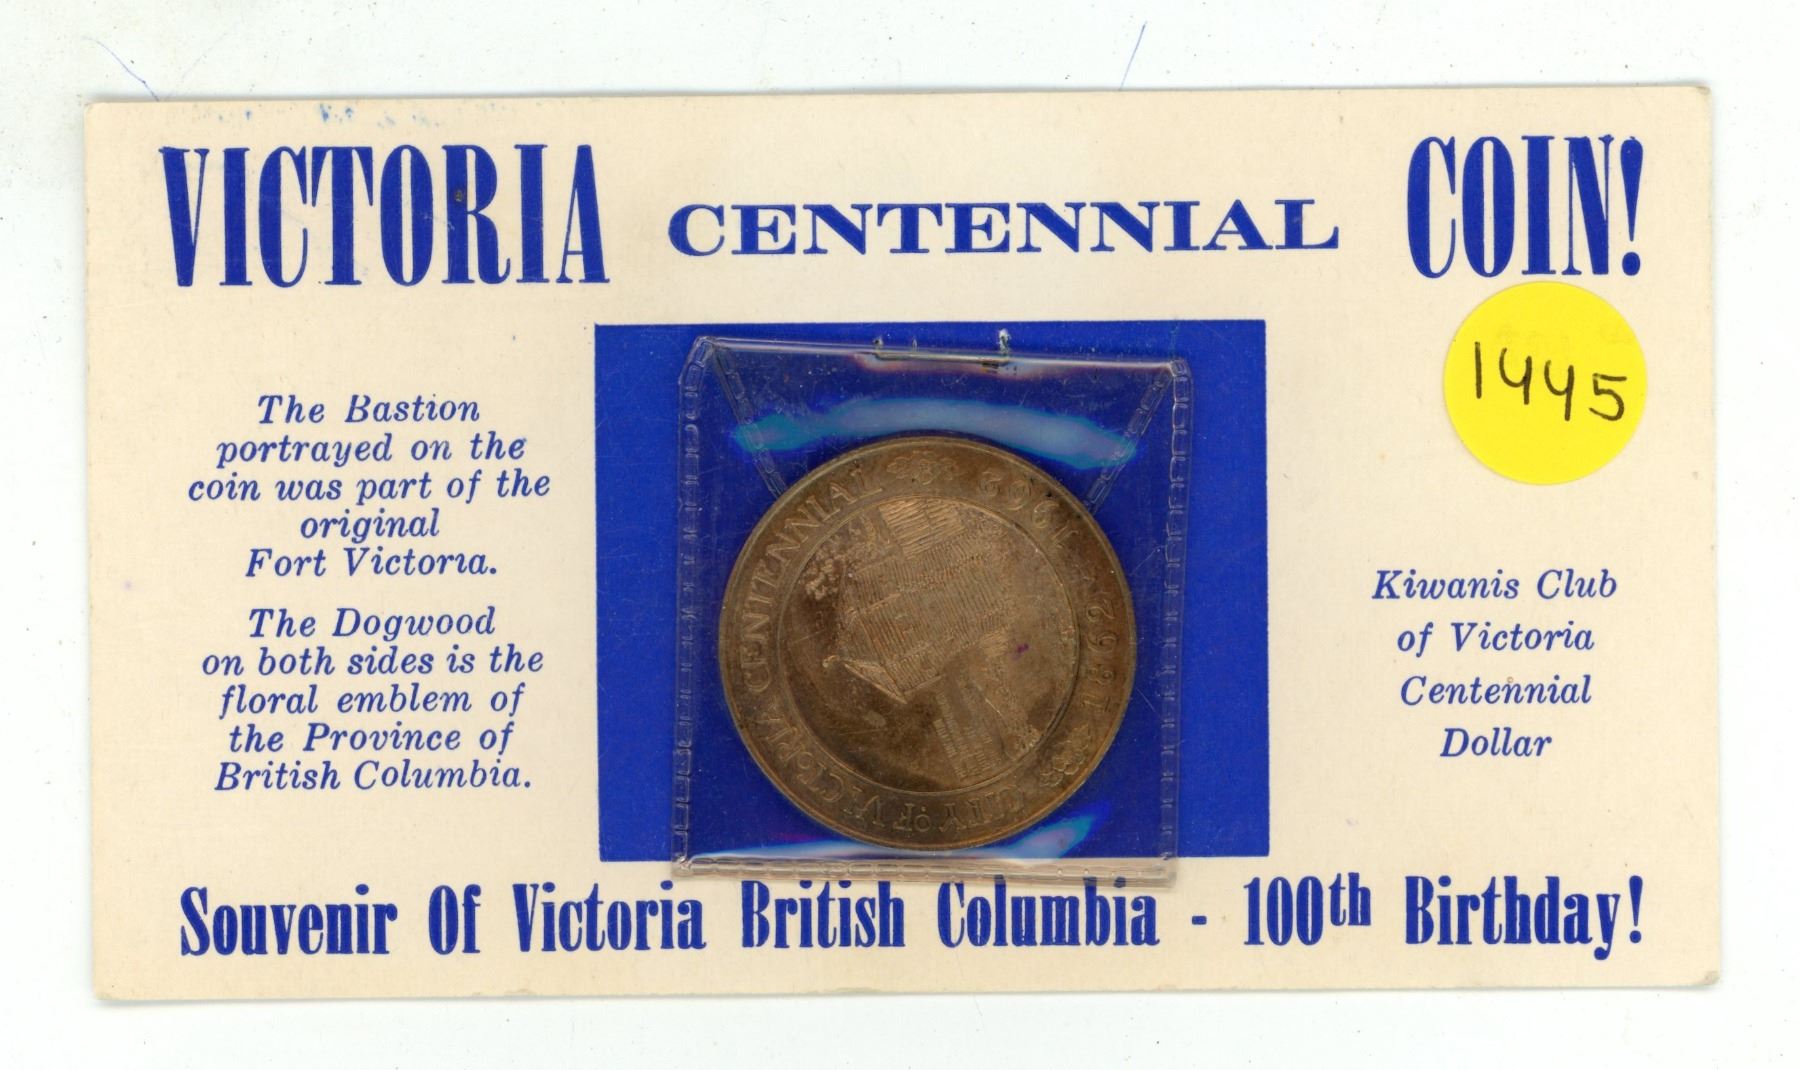 VICTORIA CENTENNIAL COIN!
1445
The Bastion
portrayed on the
coin was part of the
original
Fort Victoria.
The Dogwood
on both sides is the
floral emblem of
the Province of
British Columbia.
CITY OF VICTORIA CENTENNIAL
1862 - 1962
Kiwanis Club
of Victoria
Centennial
Dollar
Souvenir Of Victoria British Columbia - 100th Birthday!